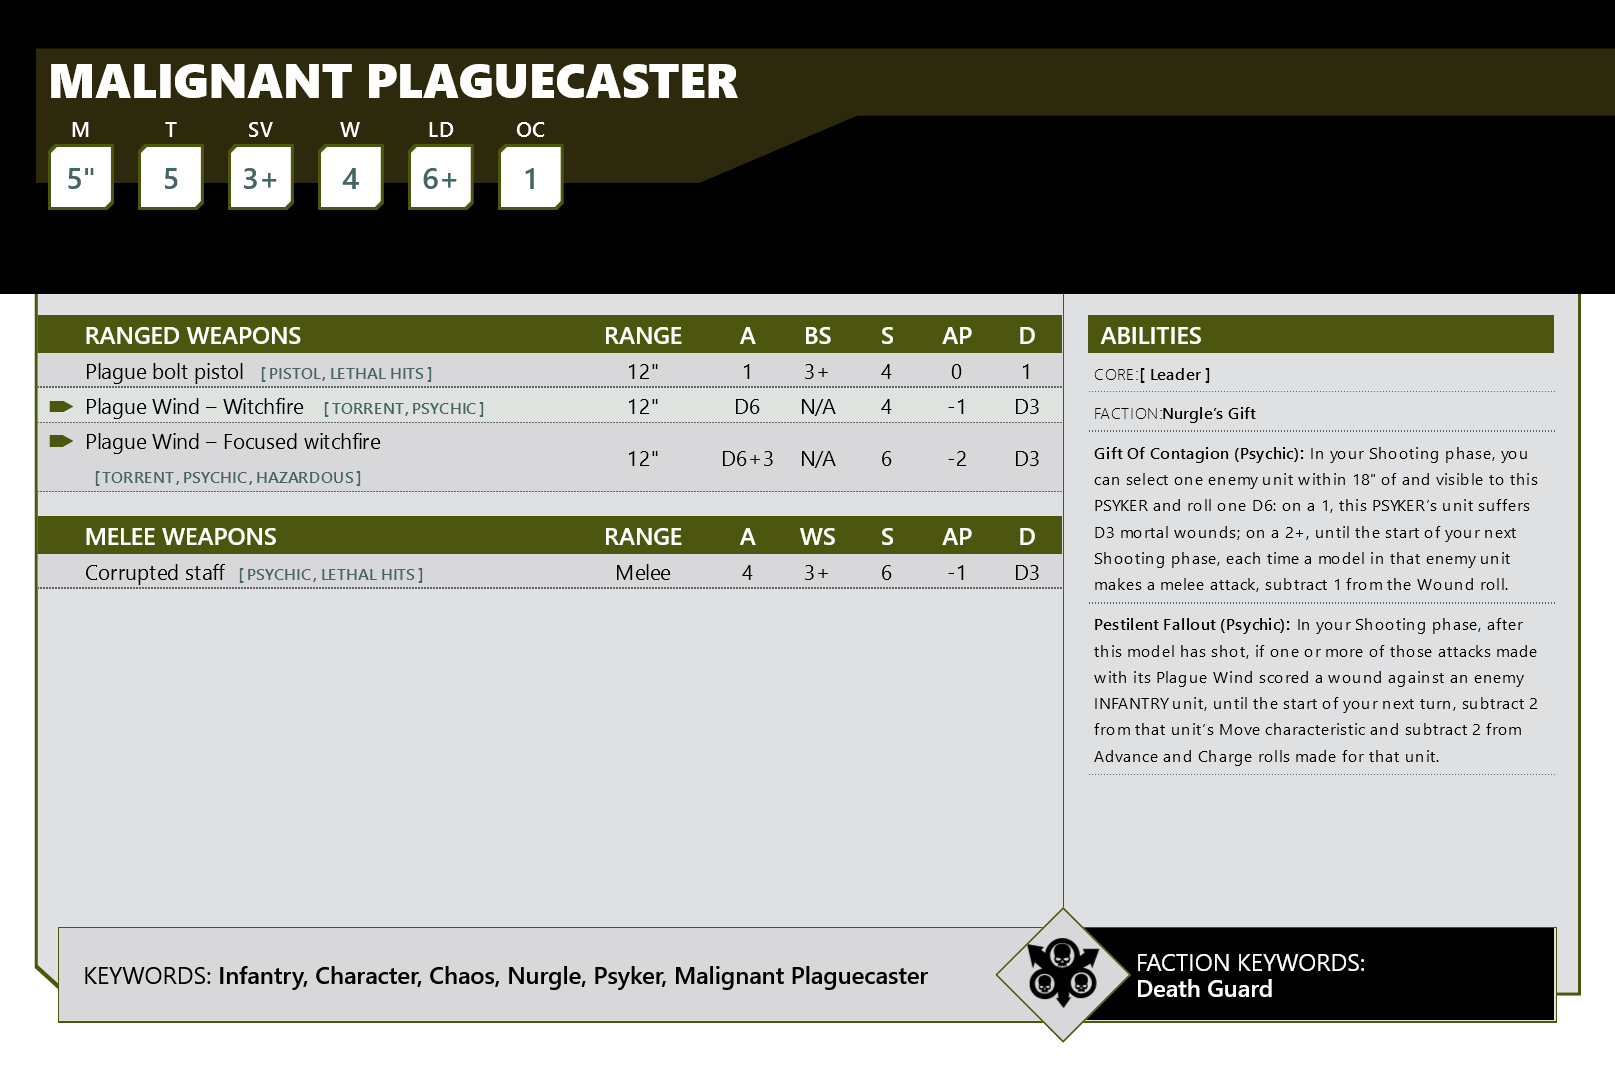 MALIGNANT PLAGUECASTER
M T SV W LD OC
5" 5 3+ 4 6+ 1
RANGED WEAPONS RANGE A BS S AP D
Plague bolt pistol [PISTOL, LETHAL HITS] 12" 1 3+ 4 0 1
Plague Wind – Witchfire [TORRENT, PSYCHIC] 12" D6 N/A 4 -1 D3
Plague Wind – Focused witchfire
[TORRENT, PSYCHIC, HAZARDOUS] 12" D6+3 N/A 6 -2 D3
MELEE WEAPONS RANGE A WS S AP D
Corrupted staff [PSYCHIC, LETHAL HITS] Melee 4 3+ 6 -1 D3
ABILITIES
CORE:[ Leader ]
FACTION:Nurgle’s Gift
Gift Of Contagion (Psychic): In your Shooting phase, you
can select one enemy unit within 18" of and visible to this
PSYKER and roll one D6: on a 1, this PSYKER’s unit suffers
D3 mortal wounds; on a 2+, until the start of your next
Shooting phase, each time a model in that enemy unit
makes a melee attack, subtract 1 from the Wound roll.
Pestilent Fallout (Psychic): In your Shooting phase, after
this model has shot, if one or more of those attacks made
with its Plague Wind scored a wound against an enemy
INFANTRY unit, until the start of your next turn, subtract 2
from that unit’s Move characteristic and subtract 2 from
Advance and Charge rolls made for that unit.
KEYWORDS: Infantry, Character, Chaos, Nurgle, Psyker, Malignant Plaguecaster
FACTION KEYWORDS:
Death Guard